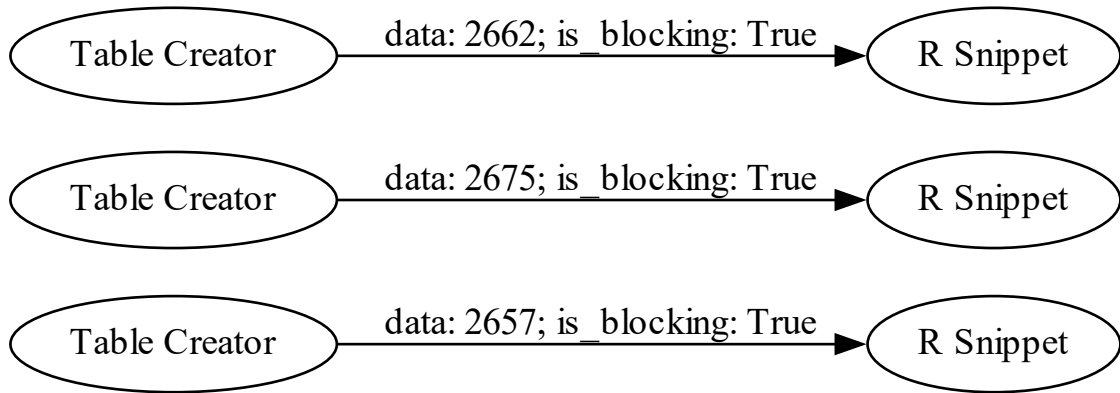 Table Creator data: 2662; is_blocking: True R Snippet
Table Creator data: 2675; is_blocking: True R Snippet
Table Creator data: 2657; is_blocking: True R Snippet